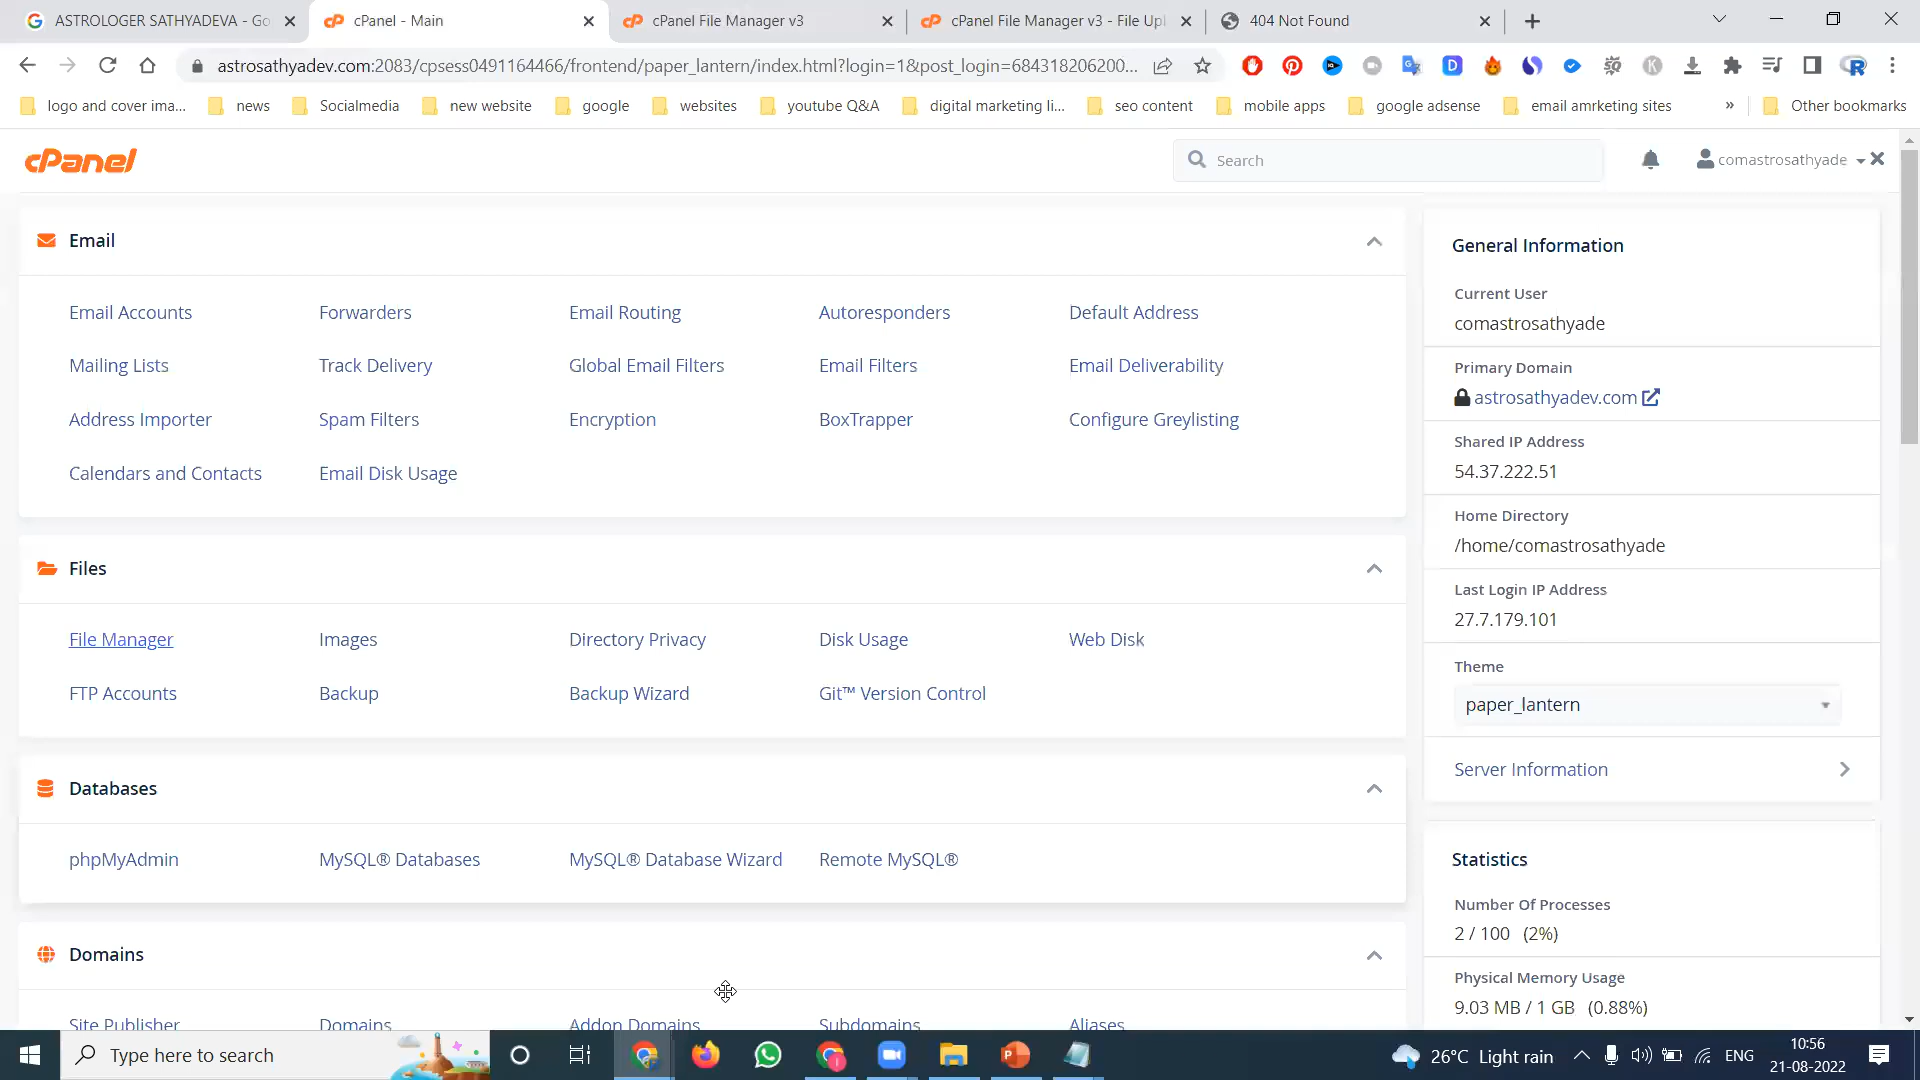 ASTROLOGER SATHYADEVA - Go
cPanel - Main
cPanel File Manager v3
cPanel File Manager v3 - File Upl
404 Not Found
astrosathyadev.com:2083/cpsess0491164466/frontend/paper_lantern/index.html?login=1&post_login=684318206200...
logo and cover ima...
news
Socialmedia
new website
google
websites
youtube Q&A
digital marketing li...
seo content
mobile apps
google adsense
email amrketing sites
»
Other bookmarks
cPanel
Search
comastrosathyade
Email
Email Accounts
Forwarders
Email Routing
Autoresponders
Default Address
Mailing Lists
Track Delivery
Global Email Filters
Email Filters
Email Deliverability
Address Importer
Spam Filters
Encryption
BoxTrapper
Configure Greylisting
Calendars and Contacts
Email Disk Usage
Files
File Manager
Images
Directory Privacy
Disk Usage
Web Disk
FTP Accounts
Backup
Backup Wizard
Git™ Version Control
Databases
phpMyAdmin
MySQL® Databases
MySQL® Database Wizard
Remote MySQL®
Domains
Site Publisher
Domains
Addon Domains
Subdomains
Aliases
General Information
Current User
comastrosathyade
Primary Domain
astrosathyadev.com
Shared IP Address
54.37.222.51
Home Directory
/home/comastrosathyade
Last Login IP Address
27.7.179.101
Theme
paper_lantern
Server Information
Statistics
Number Of Processes
2 / 100 (2%)
Physical Memory Usage
9.03 MB / 1 GB (0.88%)
Type here to search
26°C Light rain
ENG
10:56
21-08-2022